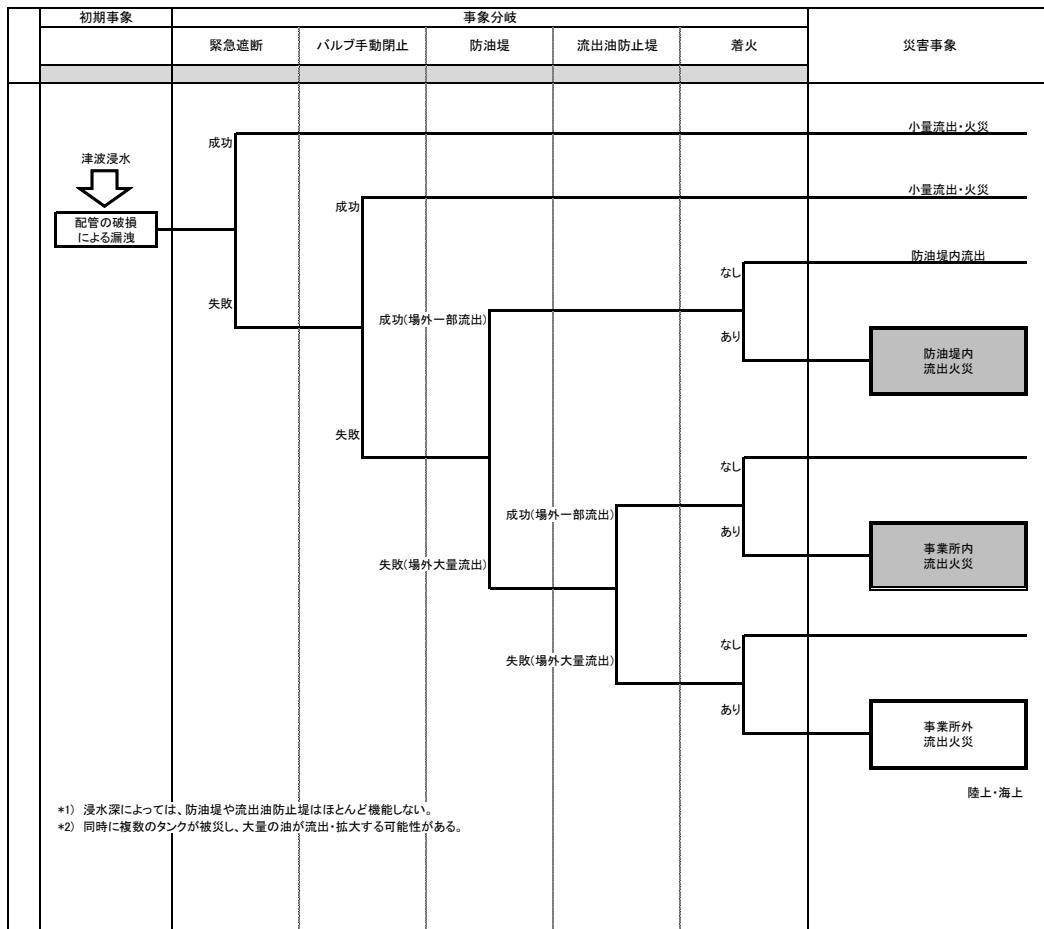 初期事象
事象分岐
緊急遮断
バルブ手動閉止
防油堤
流出油防止堤
着火
災害事象
小量流出・火災
成功
津波浸水
小量流出・火災
成功
配管の破損
による漏洩
防油堤内流出
なし
失敗
成功(場外一部流出)
あり
防油堤内
流出火災
失敗
なし
成功(場外一部流出)
あり
事業所内
流出火災
失敗(場外大量流出)
なし
失敗(場外大量流出)
あり
事業所外
流出火災
陸上・海上
*1) 浸水深によっては、防油堤や流出油防止堤はほとんど機能しない。
*2) 同時に複数のタンクが被災し、大量の油が流出・拡大する可能性がある。